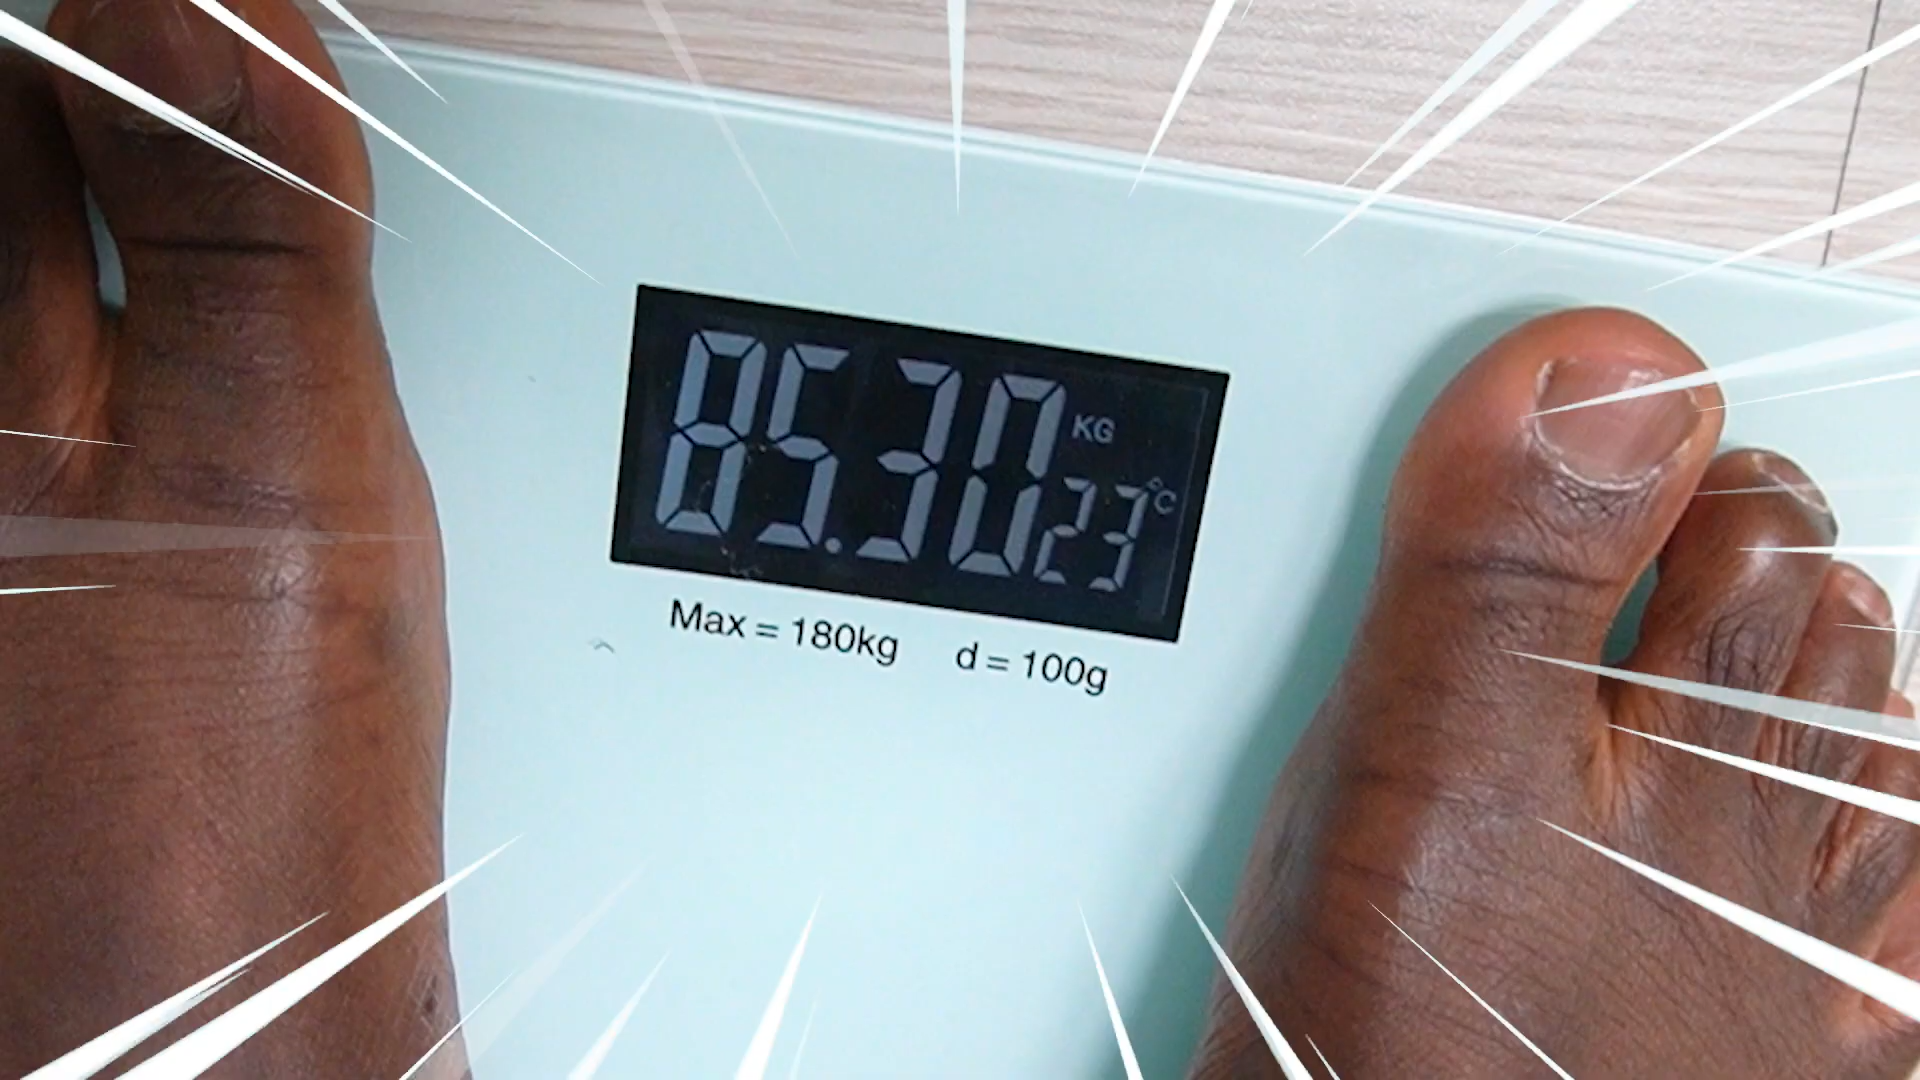 85.30 KG
23 °C
Max = 180kg d = 100g